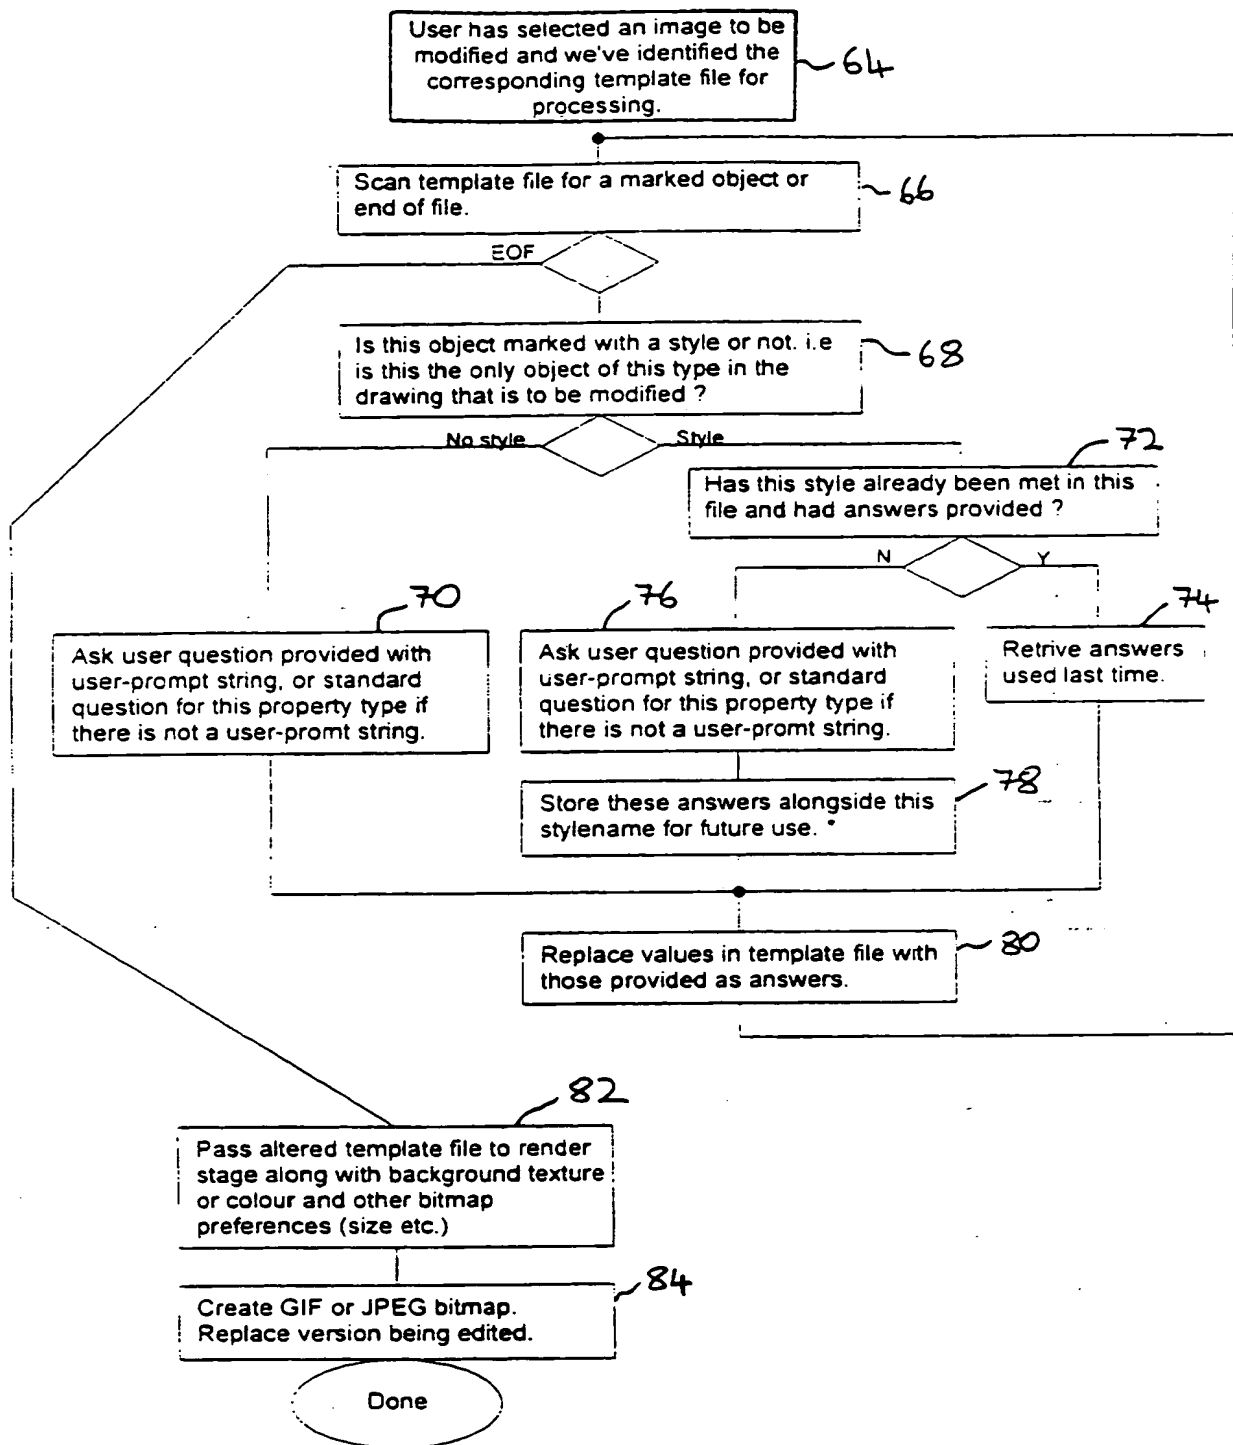 User has selected an image to be
modified and we've identified the
corresponding template file for
processing.
64
Scan template file for a marked object or
end of file.
66
EOF
Is this object marked with a style or not. i.e
is this the only object of this type in the
drawing that is to be modified ?
68
No style
Style
72
Has this style already been met in this
file and had answers provided ?
N
Y
70
76
74
Ask user question provided with
user-prompt string, or standard
question for this property type if
there is not a user-promt string.
Ask user question provided with
user-prompt string, or standard
question for this property type if
there is not a user-promt string.
Retrive answers
used last time.
78
Store these answers alongside this
stylename for future use.
80
Replace values in template file with
those provided as answers.
82
Pass altered template file to render
stage along with background texture
or colour and other bitmap
preferences (size etc.)
84
Create GIF or JPEG bitmap.
Replace version being edited.
Done